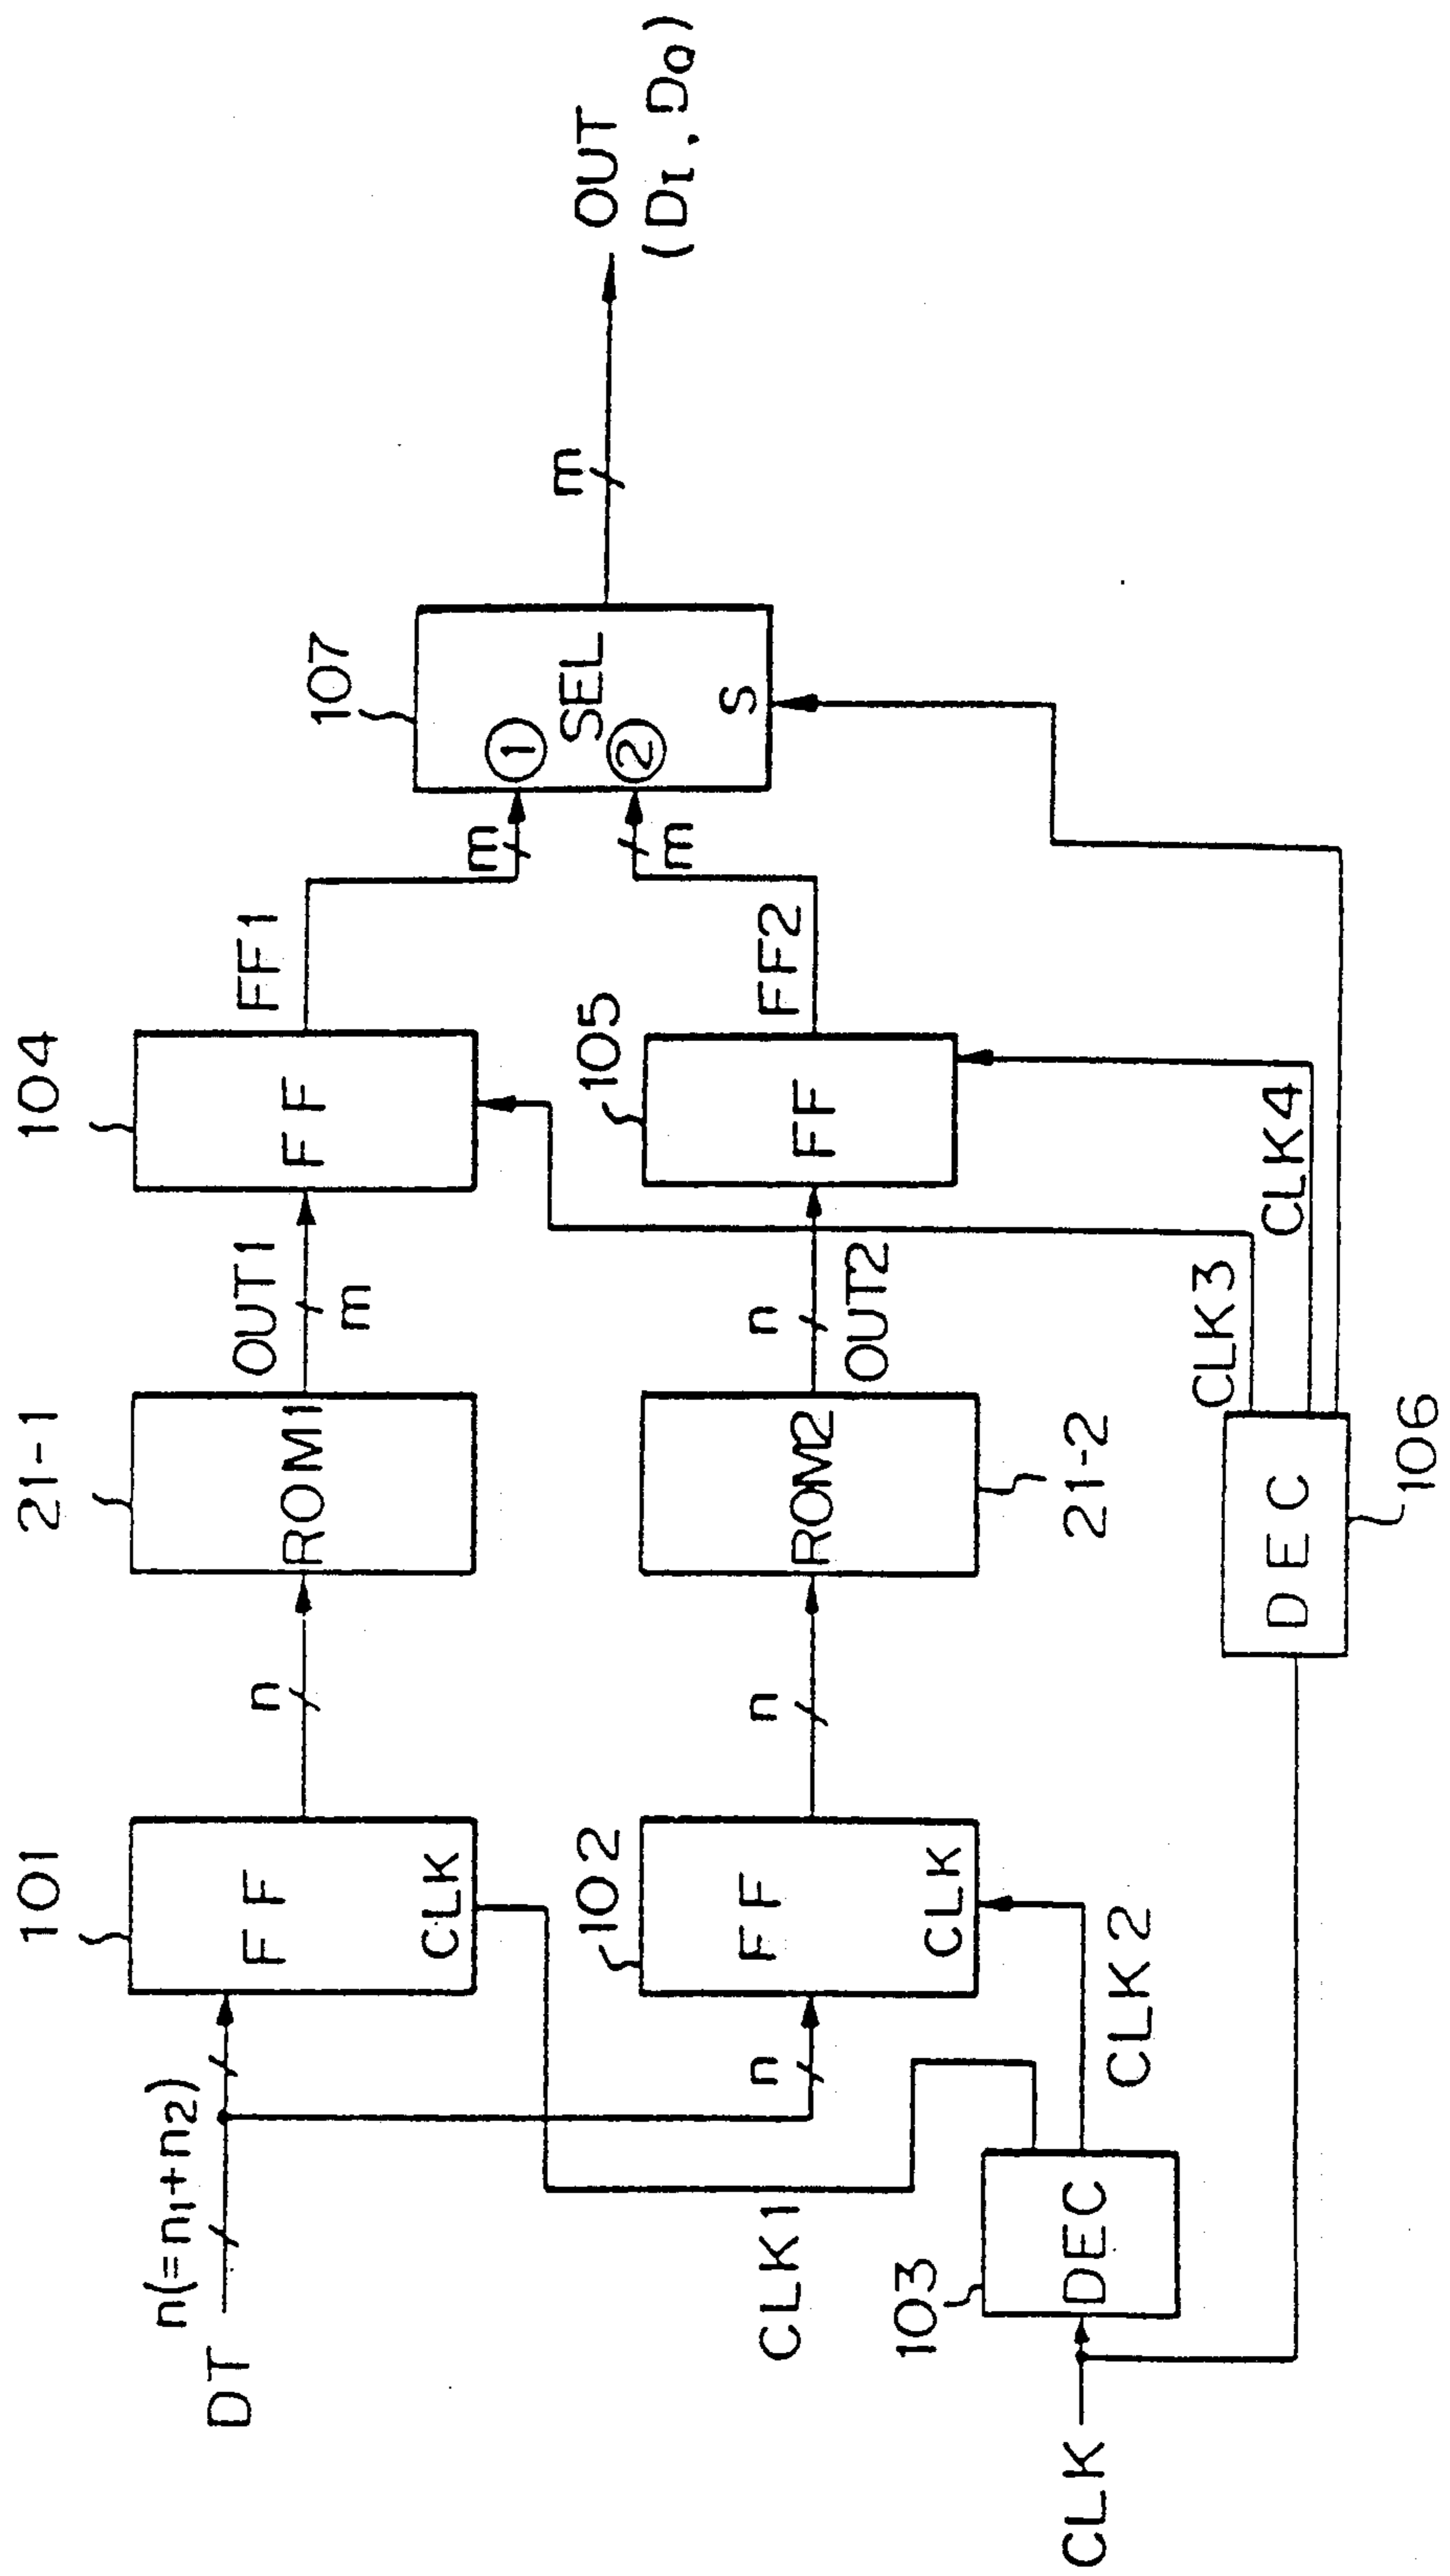 101
21-1
104
107
n(=n1+n2)
DT
FF
CLK
n
ROM1
OUT1
m
FF
FF1
m
①
SEL
②
S
m
OUT
(DI, DQ)
102
n
FF
CLK
n
ROM2
21-2
n
OUT2
105
FF
FF2
m
CLK1
CLK2
103
DEC
CLK
CLK3
CLK4
DEC
106